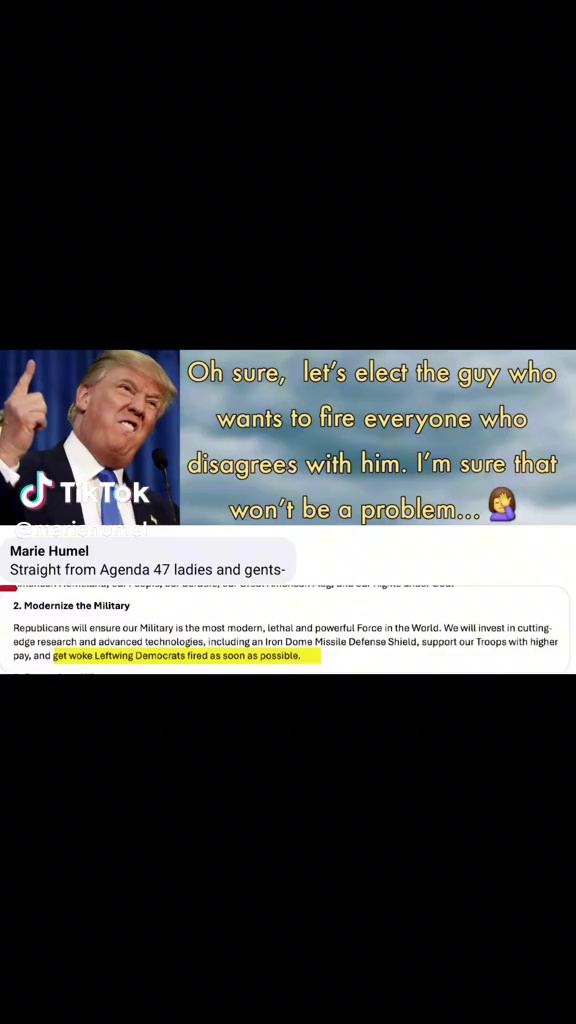 Oh sure, let's elect the guy who
wants to fire everyone who
disagrees with him. I'm sure that
won't be a problem... 🤦‍♀️
TikTok
@mariehumel
Marie Humel
Straight from Agenda 47 ladies and gents-
2. Modernize the Military
Republicans will ensure our Military is the most modern, lethal and powerful Force in the World. We will invest in cutting-
edge research and advanced technologies, including an Iron Dome Missile Defense Shield, support our Troops with higher
pay, and get woke Leftwing Democrats fired as soon as possible.